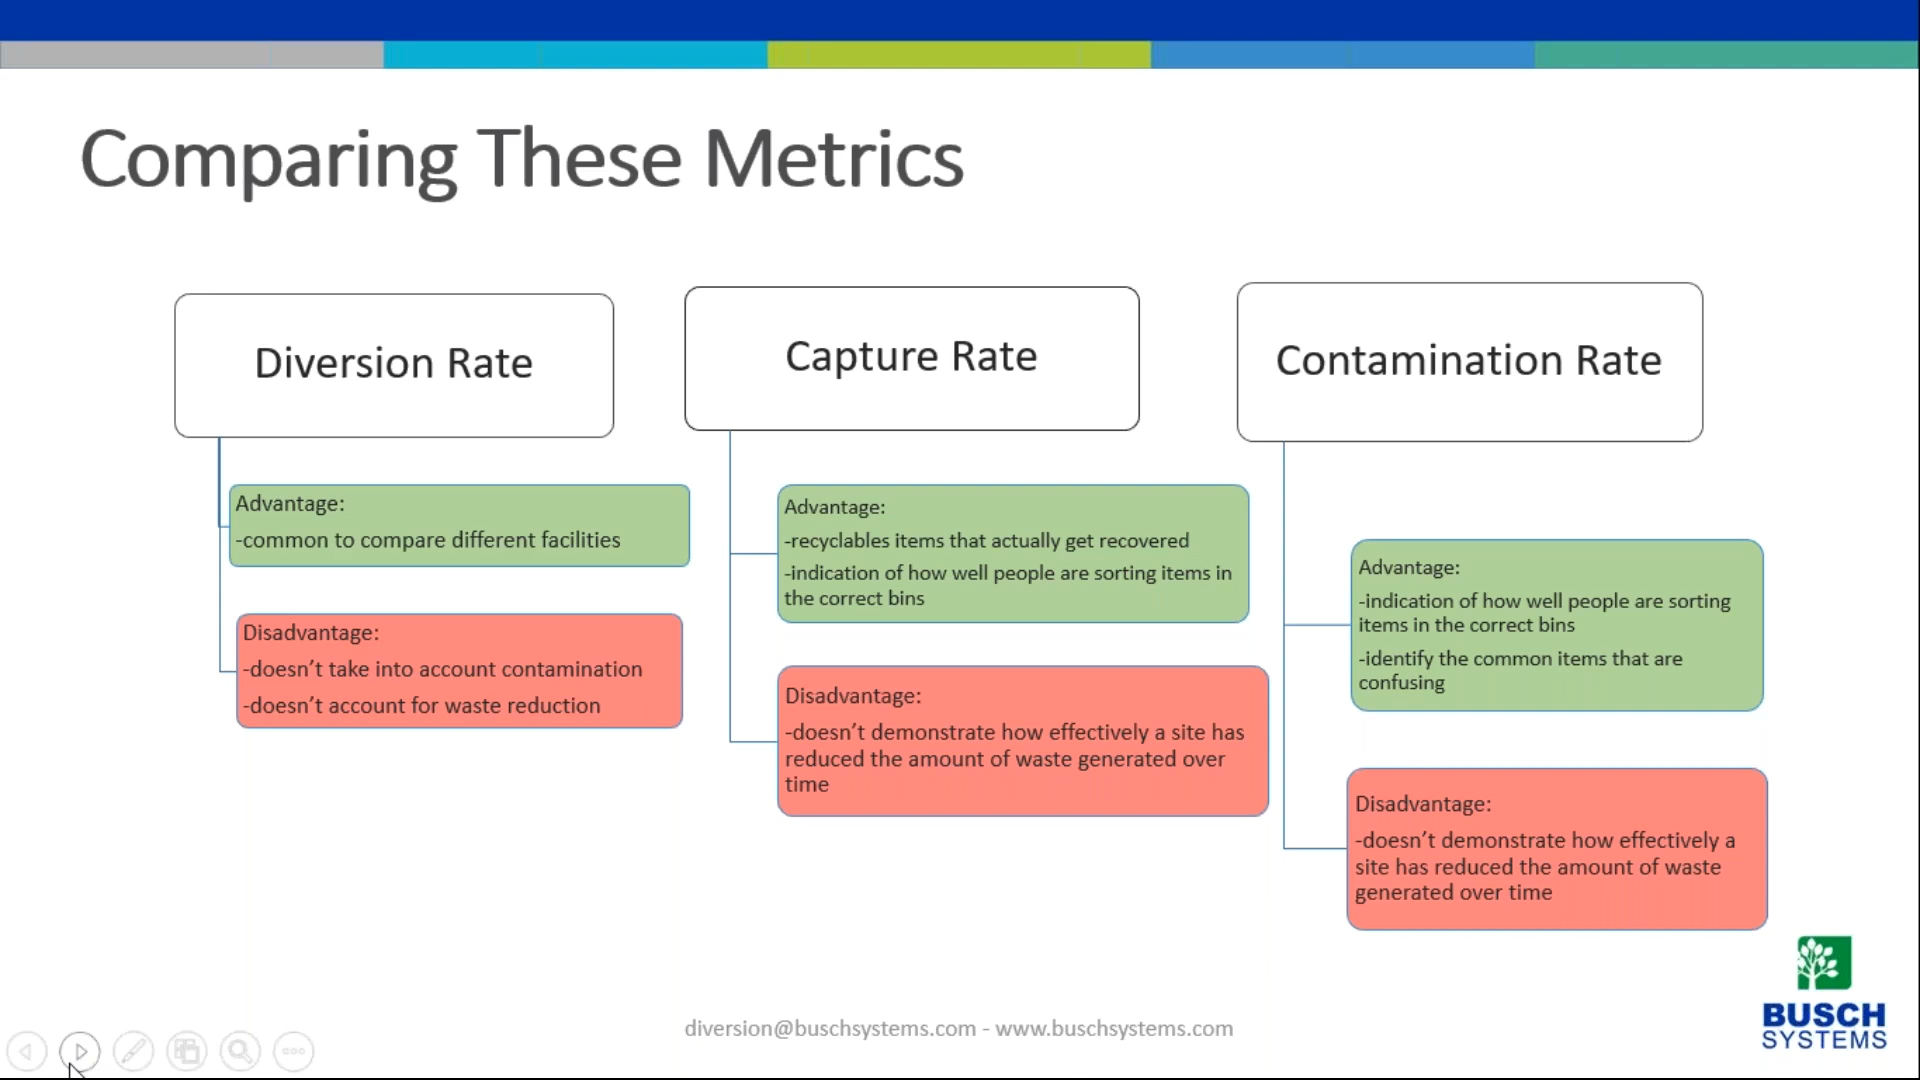 Comparing These Metrics
Diversion Rate
Advantage:
-common to compare different facilities
Disadvantage:
-doesn’t take into account contamination
-doesn’t account for waste reduction
Capture Rate
Advantage:
-recyclables items that actually get recovered
-indication of how well people are sorting items in
the correct bins
Disadvantage:
-doesn’t demonstrate how effectively a site has
reduced the amount of waste generated over
time
Contamination Rate
Advantage:
-indication of how well people are sorting
items in the correct bins
-identify the common items that are
confusing
Disadvantage:
-doesn’t demonstrate how effectively a
site has reduced the amount of waste
generated over time
diversion@buschsystems.com - www.buschsystems.com
BUSCH
SYSTEMS